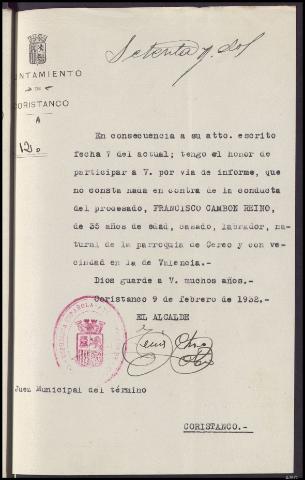 Setenta y dos
UNTAMIENTO
DE
CORISTANCO
A
En consecuencia a su atto. escrito
fecha 7 del actual; tengo el honor de
participar a V. por via de informe, que
no consta nada en contra de la conducta
del procesado, FRANCISCO CAMBON REINO,
de 35 años de edad, casado, labrador, na-
tural de la parroquia de Cereo y con ve-
cindad en la de Valencia.-
Dios guarde a V. muchos años.-
Coristanco 9 de febrero de 1932.-
EL ALCALDE
Juez Municipal del término
CORISTANCO.-